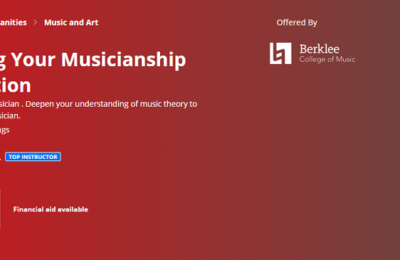 anities > Music and Art
Offered By
Berklee
College of Music
g Your Musicianship
tion
sician . Deepen your understanding of music theory to
sician.
ngs
TOP INSTRUCTOR
Financial aid available